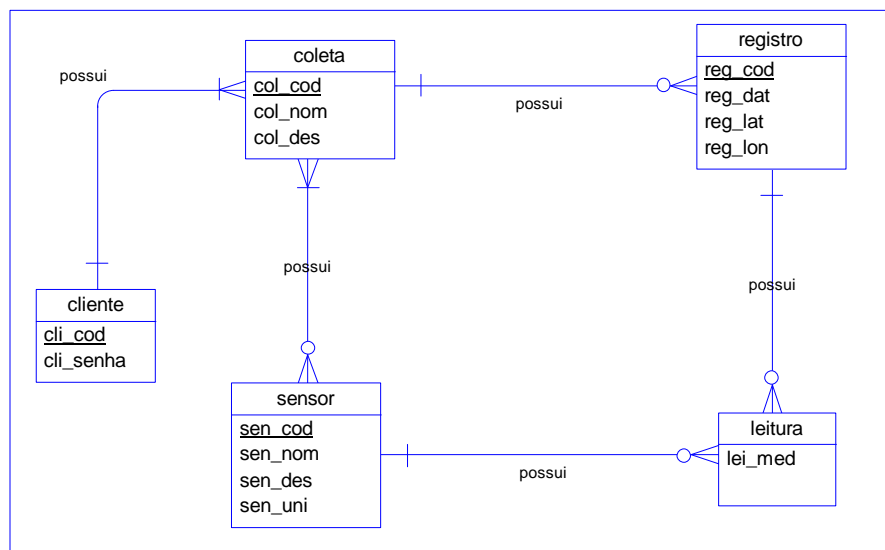 coleta
col_cod
col_nom
col_des
registro
reg_cod
reg_dat
reg_lat
reg_lon
possui
possui
possui
possui
cliente
cli_cod
cli_senha
sensor
sen_cod
sen_nom
sen_des
sen_uni
possui
leitura
lei_med